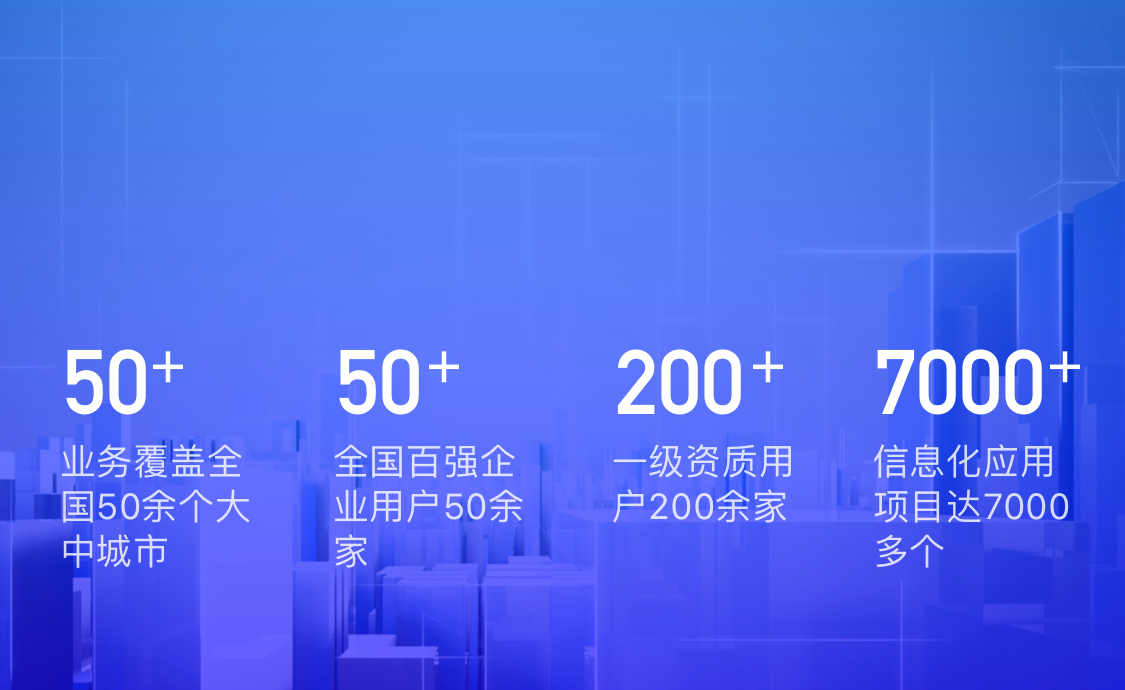 50+
业务覆盖全
国50余个大
中城市
50+
全国百强企
业用户50余
家
200+
一级资质用
户200余家
7000+
信息化应用
项目达7000
多个